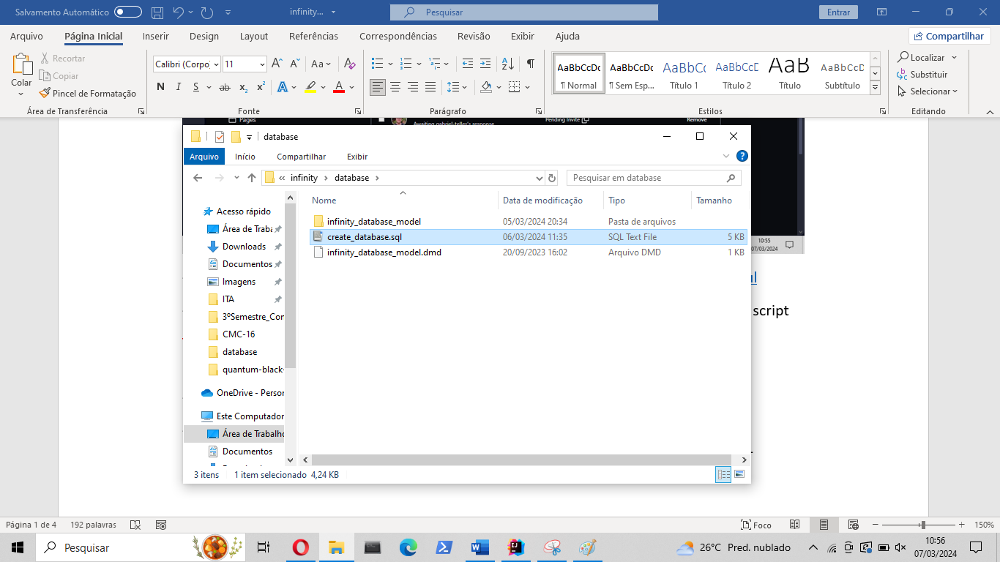 Salvamento Automático
infinity...
Pesquisar
Entrar
Arquivo
Página Inicial
Inserir
Design
Layout
Referências
Correspondências
Revisão
Exibir
Ajuda
Compartilhar
Colar
Recortar
Copiar
Pincel de Formatação
Área de Transferência
Calibri (Corpo)
11
Aa
N I S ab x₂ x²
Fonte
Parágrafo
AaBbCcDc
¶ Normal
AaBbCcDc
¶ Sem Esp...
AaBbCc
Título 1
AaBbCcD
Título 2
AaB
Título
AaBbCcD
Subtítulo
Estilos
Localizar
Substituir
Selecionar
Editando
Pages
Awaiting gabriel-telles's response
Pending Invite
Remove
database
Arquivo
Início
Compartilhar
Exibir
« infinity > database >
Pesquisar em database
Nome
Data de modificação
Tipo
Tamanho
infinity_database_model 05/03/2024 20:34 Pasta de arquivos
create_database.sql 06/03/2024 11:35 SQL Text File 5 KB
infinity_database_model.dmd 20/09/2023 16:02 Arquivo DMD 1 KB
Acesso rápido
Área de Traba
Downloads
Documentos
Imagens
ITA
3ºSemestre_Con
CMC-16
database
quantum-black-
OneDrive - Person
Este Computador
Área de Trabalho
Documentos
3 itens
1 item selecionado 4,24 KB
10:55
07/03/2024
script
Página 1 de 4
192 palavras
Foco
150%
Pesquisar
26°C Pred. nublado
10:56
07/03/2024